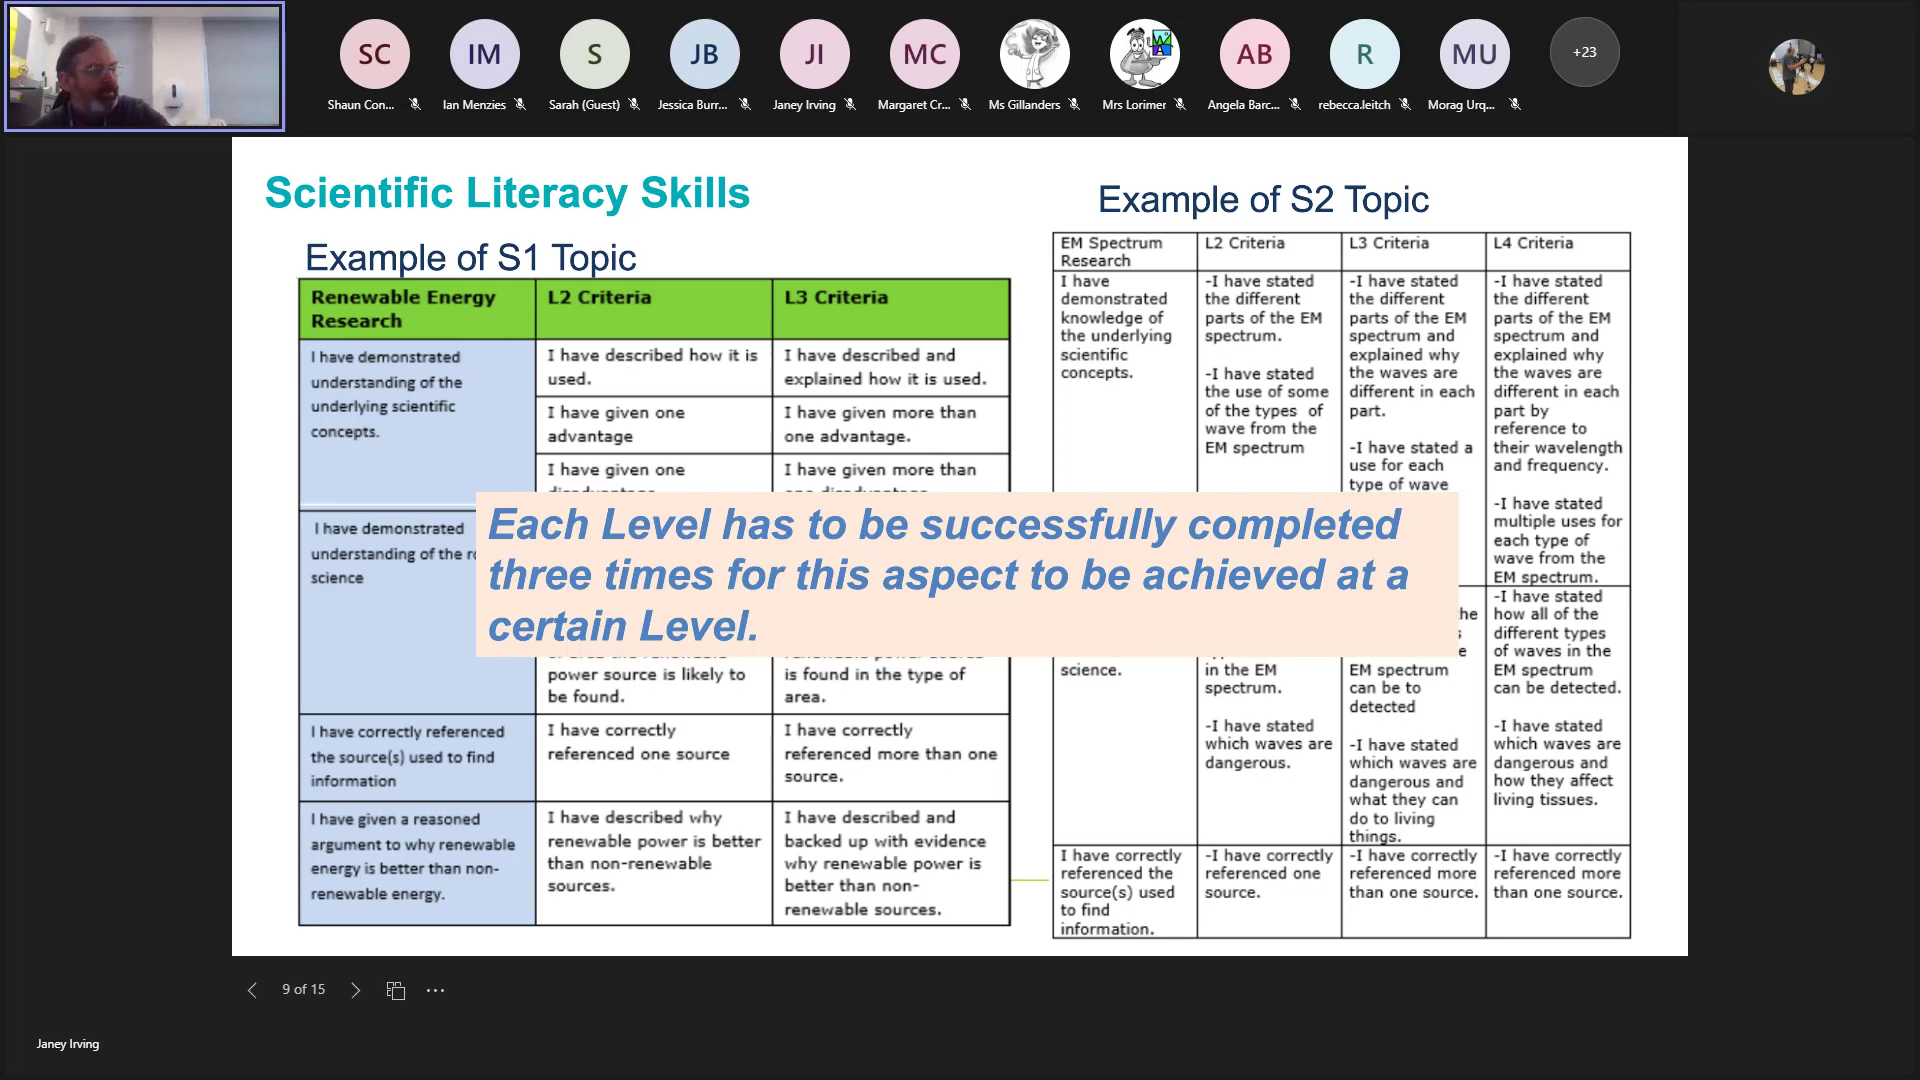 SC
IM
S
JB
JI
MC
AB
R
MU
+23
Shaun Con...
Ian Menzies
Sarah (Guest)
Jessica Burr...
Janey Irving
Margaret Cr...
Ms Gillanders
Mrs Lorimer
Angela Barc...
rebecca.leitch
Morag Urq...
Scientific Literacy Skills
Example of S1 Topic
Renewable Energy
Research
L2 Criteria
L3 Criteria
I have demonstrated
understanding of the
underlying scientific
concepts.
I have described how it is
used.
I have described and
explained how it is used.
I have given one
advantage
I have given more than
one advantage.
I have given one
I have given more than
I have demonstrated
understanding of the
science
power source is likely to
be found.
is found in the type of
area.
I have correctly referenced
the source(s) used to find
information
I have correctly
referenced one source
I have correctly
referenced more than one
source.
I have given a reasoned
argument to why renewable
energy is better than non-
renewable energy.
I have described why
renewable power is better
than non-renewable
sources.
I have described and
backed up with evidence
why renewable power is
better than non-
renewable sources.
Each Level has to be successfully completed
three times for this aspect to be achieved at a
certain Level.
Example of S2 Topic
EM Spectrum
Research
L2 Criteria
L3 Criteria
L4 Criteria
I have
demonstrated
knowledge of
the underlying
scientific
concepts.
-I have stated
the different
parts of the EM
spectrum.
-I have stated
the use of some
of the types of
wave from the
EM spectrum
-I have stated
the different
parts of the EM
spectrum and
explained why
the waves are
different in each
part.
-I have stated a
use for each
type of wave
-I have stated
the different
parts of the EM
spectrum and
explained why
the waves are
different in each
part by
reference to
their wavelength
and frequency.
-I have stated
multiple uses for
each type of
wave from the
EM spectrum.
science.
in the EM
spectrum.
-I have stated
which waves are
dangerous.
EM spectrum
can be to
detected
-I have stated
which waves are
dangerous and
what they can
do to living
things.
-I have stated
how all of the
different types
of waves in the
EM spectrum
can be detected.
-I have stated
which waves are
dangerous and
how they affect
living tissues.
I have correctly
referenced the
source(s) used
to find
information.
-I have correctly
referenced one
source.
-I have correctly
referenced more
than one source.
-I have correctly
referenced more
than one source.
9 of 15
Janey Irving